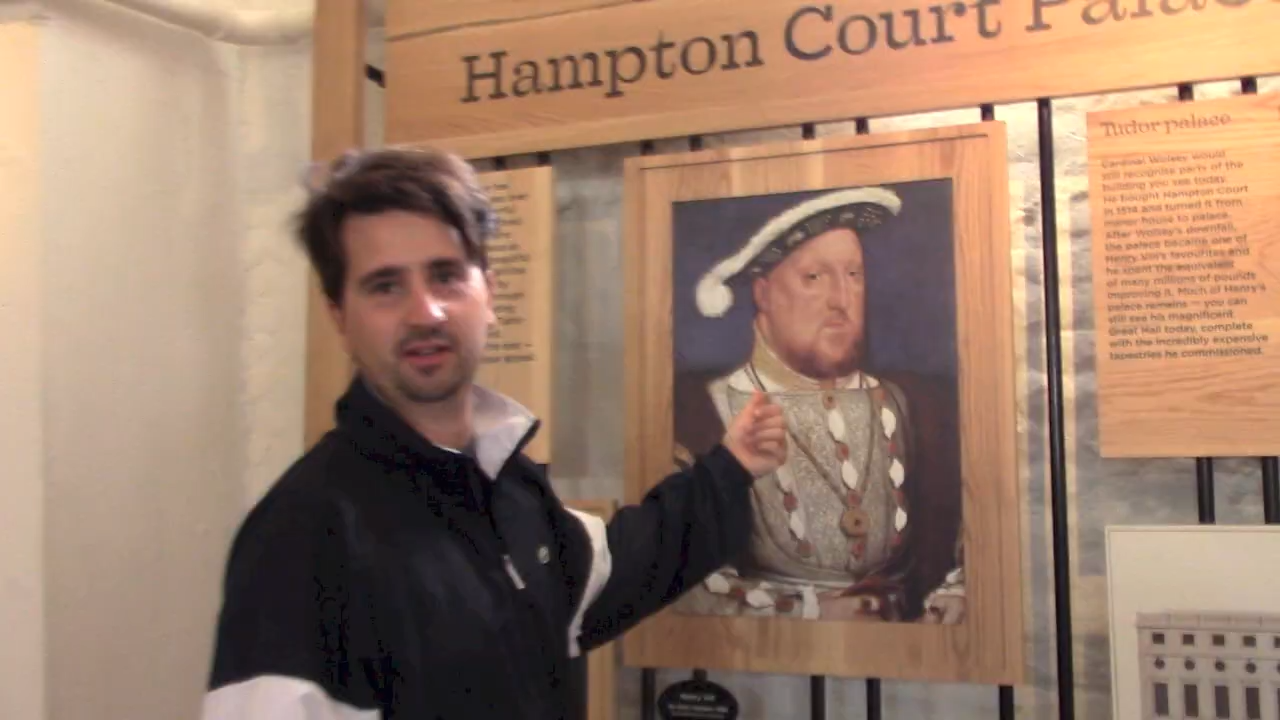 Hampton Court Palace
Tudor palace
Cardinal Wolsey would
still recognise parts of the
building you see today.
He bought Hampton Court
in 1514 and turned it from
manor house to palace.
After Wolsey's downfall,
the palace became one of
Henry VIII's favourites and
he spent the equivalent
of many millions of pounds
improving it. Much of Henry's
palace remains — you can
still see his magnificent
Great Hall today, complete
with the incredibly expensive
tapestries he commissioned.
Henry VIII